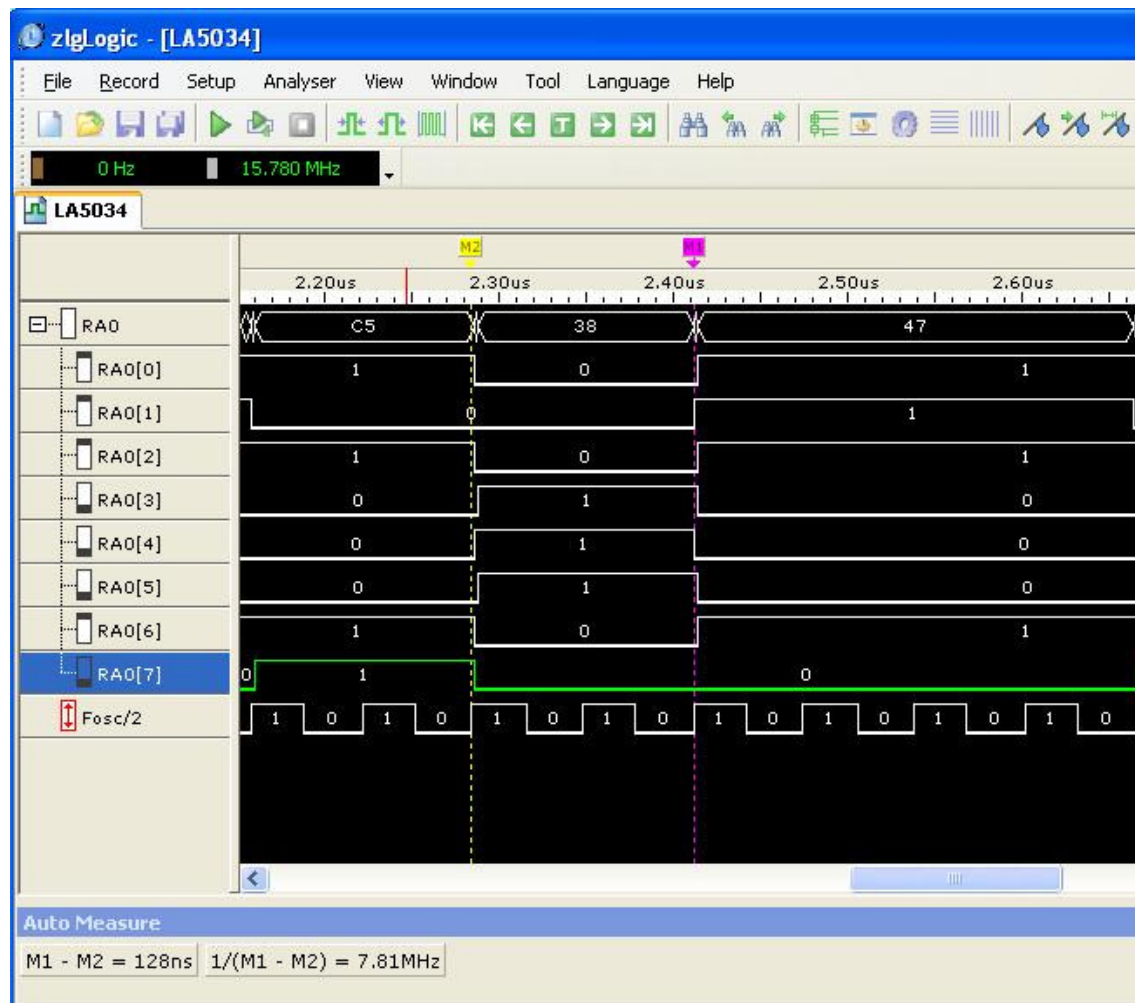 zlgLogic - [LA5034]
File Record Setup Analyser View Window Tool Language Help
0 Hz 15.780 MHz
LA5034
M2 M1
2.20us 2.30us 2.40us 2.50us 2.60us
RA0 C5 38 47
RA0[0] 1 0 1
RA0[1] 0 1
RA0[2] 1 0 1
RA0[3] 0 1 0
RA0[4] 0 1 0
RA0[5] 0 1 0
RA0[6] 1 0 1
RA0[7] 0 1 0
Fosc/2 1 0 1 0 1 0 1 0 1 0 1 0 1 0 1 0
Auto Measure
M1 - M2 = 128ns 1/(M1 - M2) = 7.81MHz